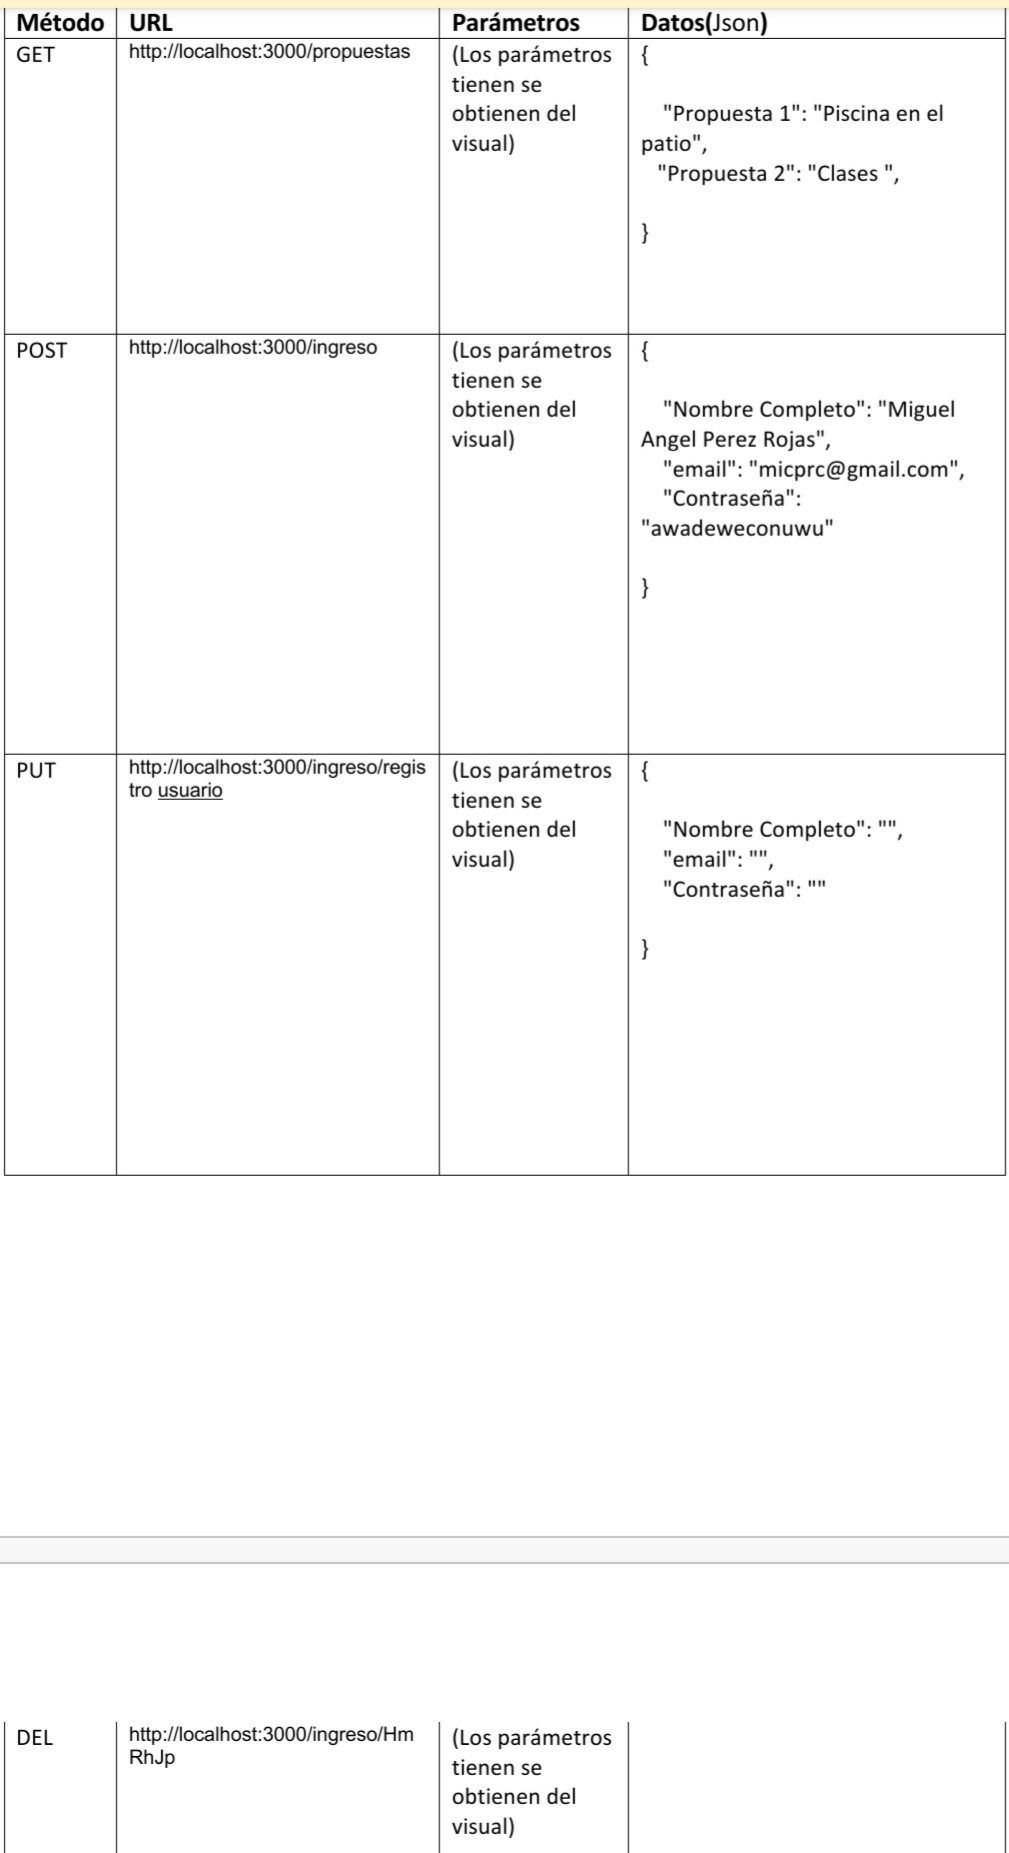 Método URL Parámetros Datos(Json)
GET http://localhost:3000/propuestas (Los parámetros
tienen se
obtienen del
visual)
{
"Propuesta 1": "Piscina en el
patio",
"Propuesta 2": "Clases ",
}
POST http://localhost:3000/ingreso (Los parámetros
tienen se
obtienen del
visual)
{
"Nombre Completo": "Miguel
Angel Perez Rojas",
"email": "micprc@gmail.com",
"Contraseña":
"awadeweconuwu"
}
PUT http://localhost:3000/ingreso/regis
tro usuario
(Los parámetros
tienen se
obtienen del
visual)
{
"Nombre Completo": "",
"email": "",
"Contraseña": ""
}
DEL http://localhost:3000/ingreso/Hm
RhJp
(Los parámetros
tienen se
obtienen del
visual)